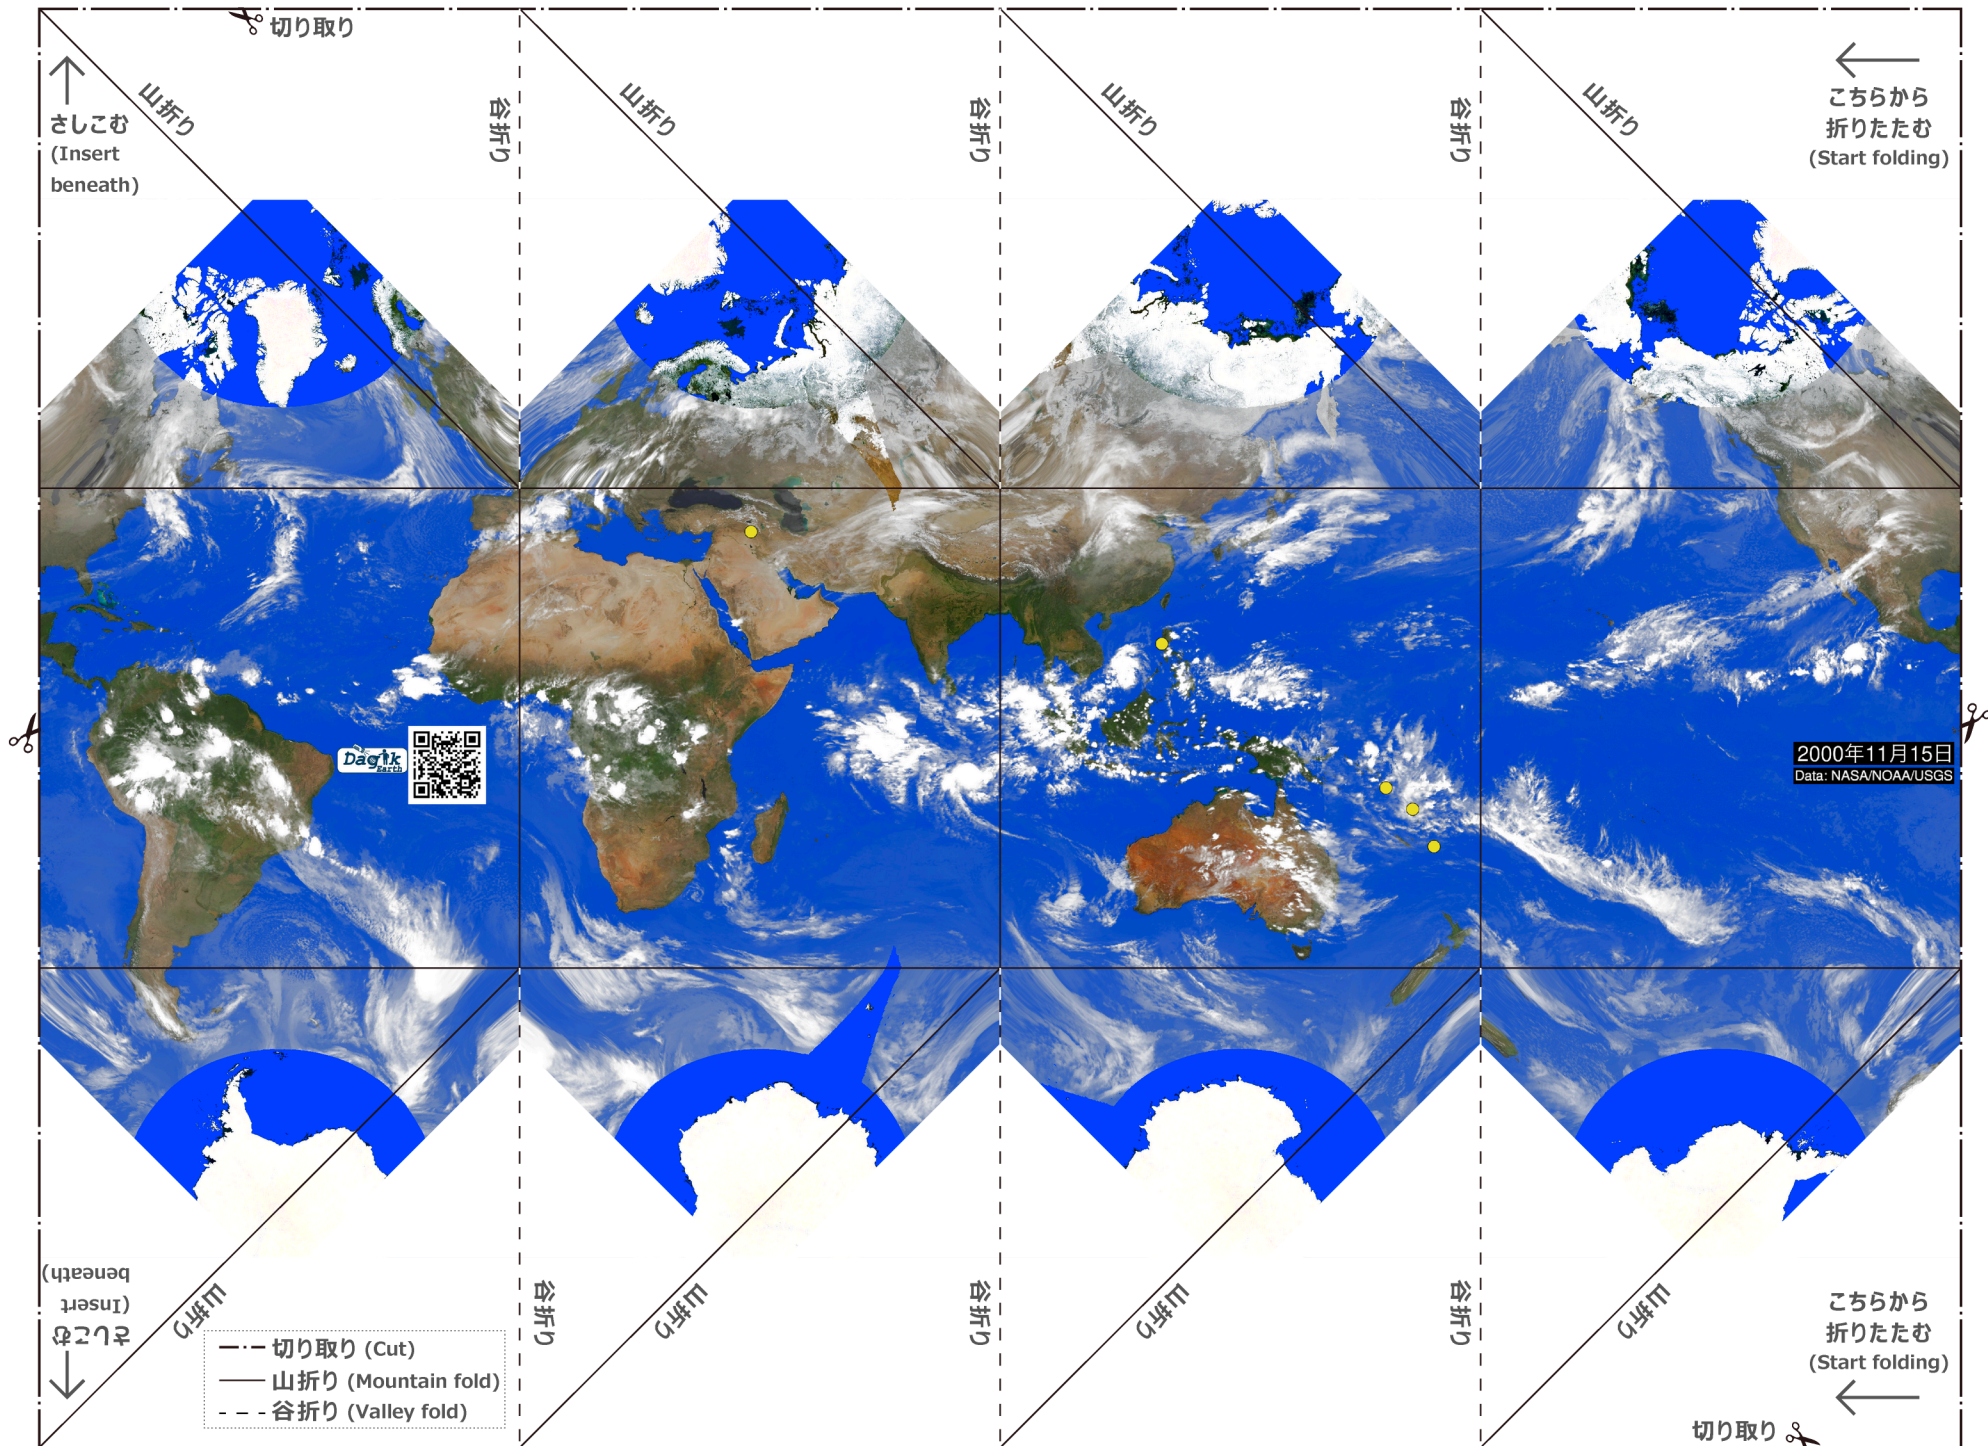 切り取り
さしこむ
(Insert
beneath)
山折り
谷折り
山折り
谷折り
山折り
谷折り
山折り
こちらから
折りたたむ
(Start folding)
Dagik
Earth
2000年11月15日
Data: NASA/NOAA/USGS
さしこむ
(Insert
beneath)
山折り
谷折り
山折り
谷折り
山折り
谷折り
山折り
こちらから
折りたたむ
(Start folding)
切り取り (Cut)
山折り (Mountain fold)
谷折り (Valley fold)
切り取り